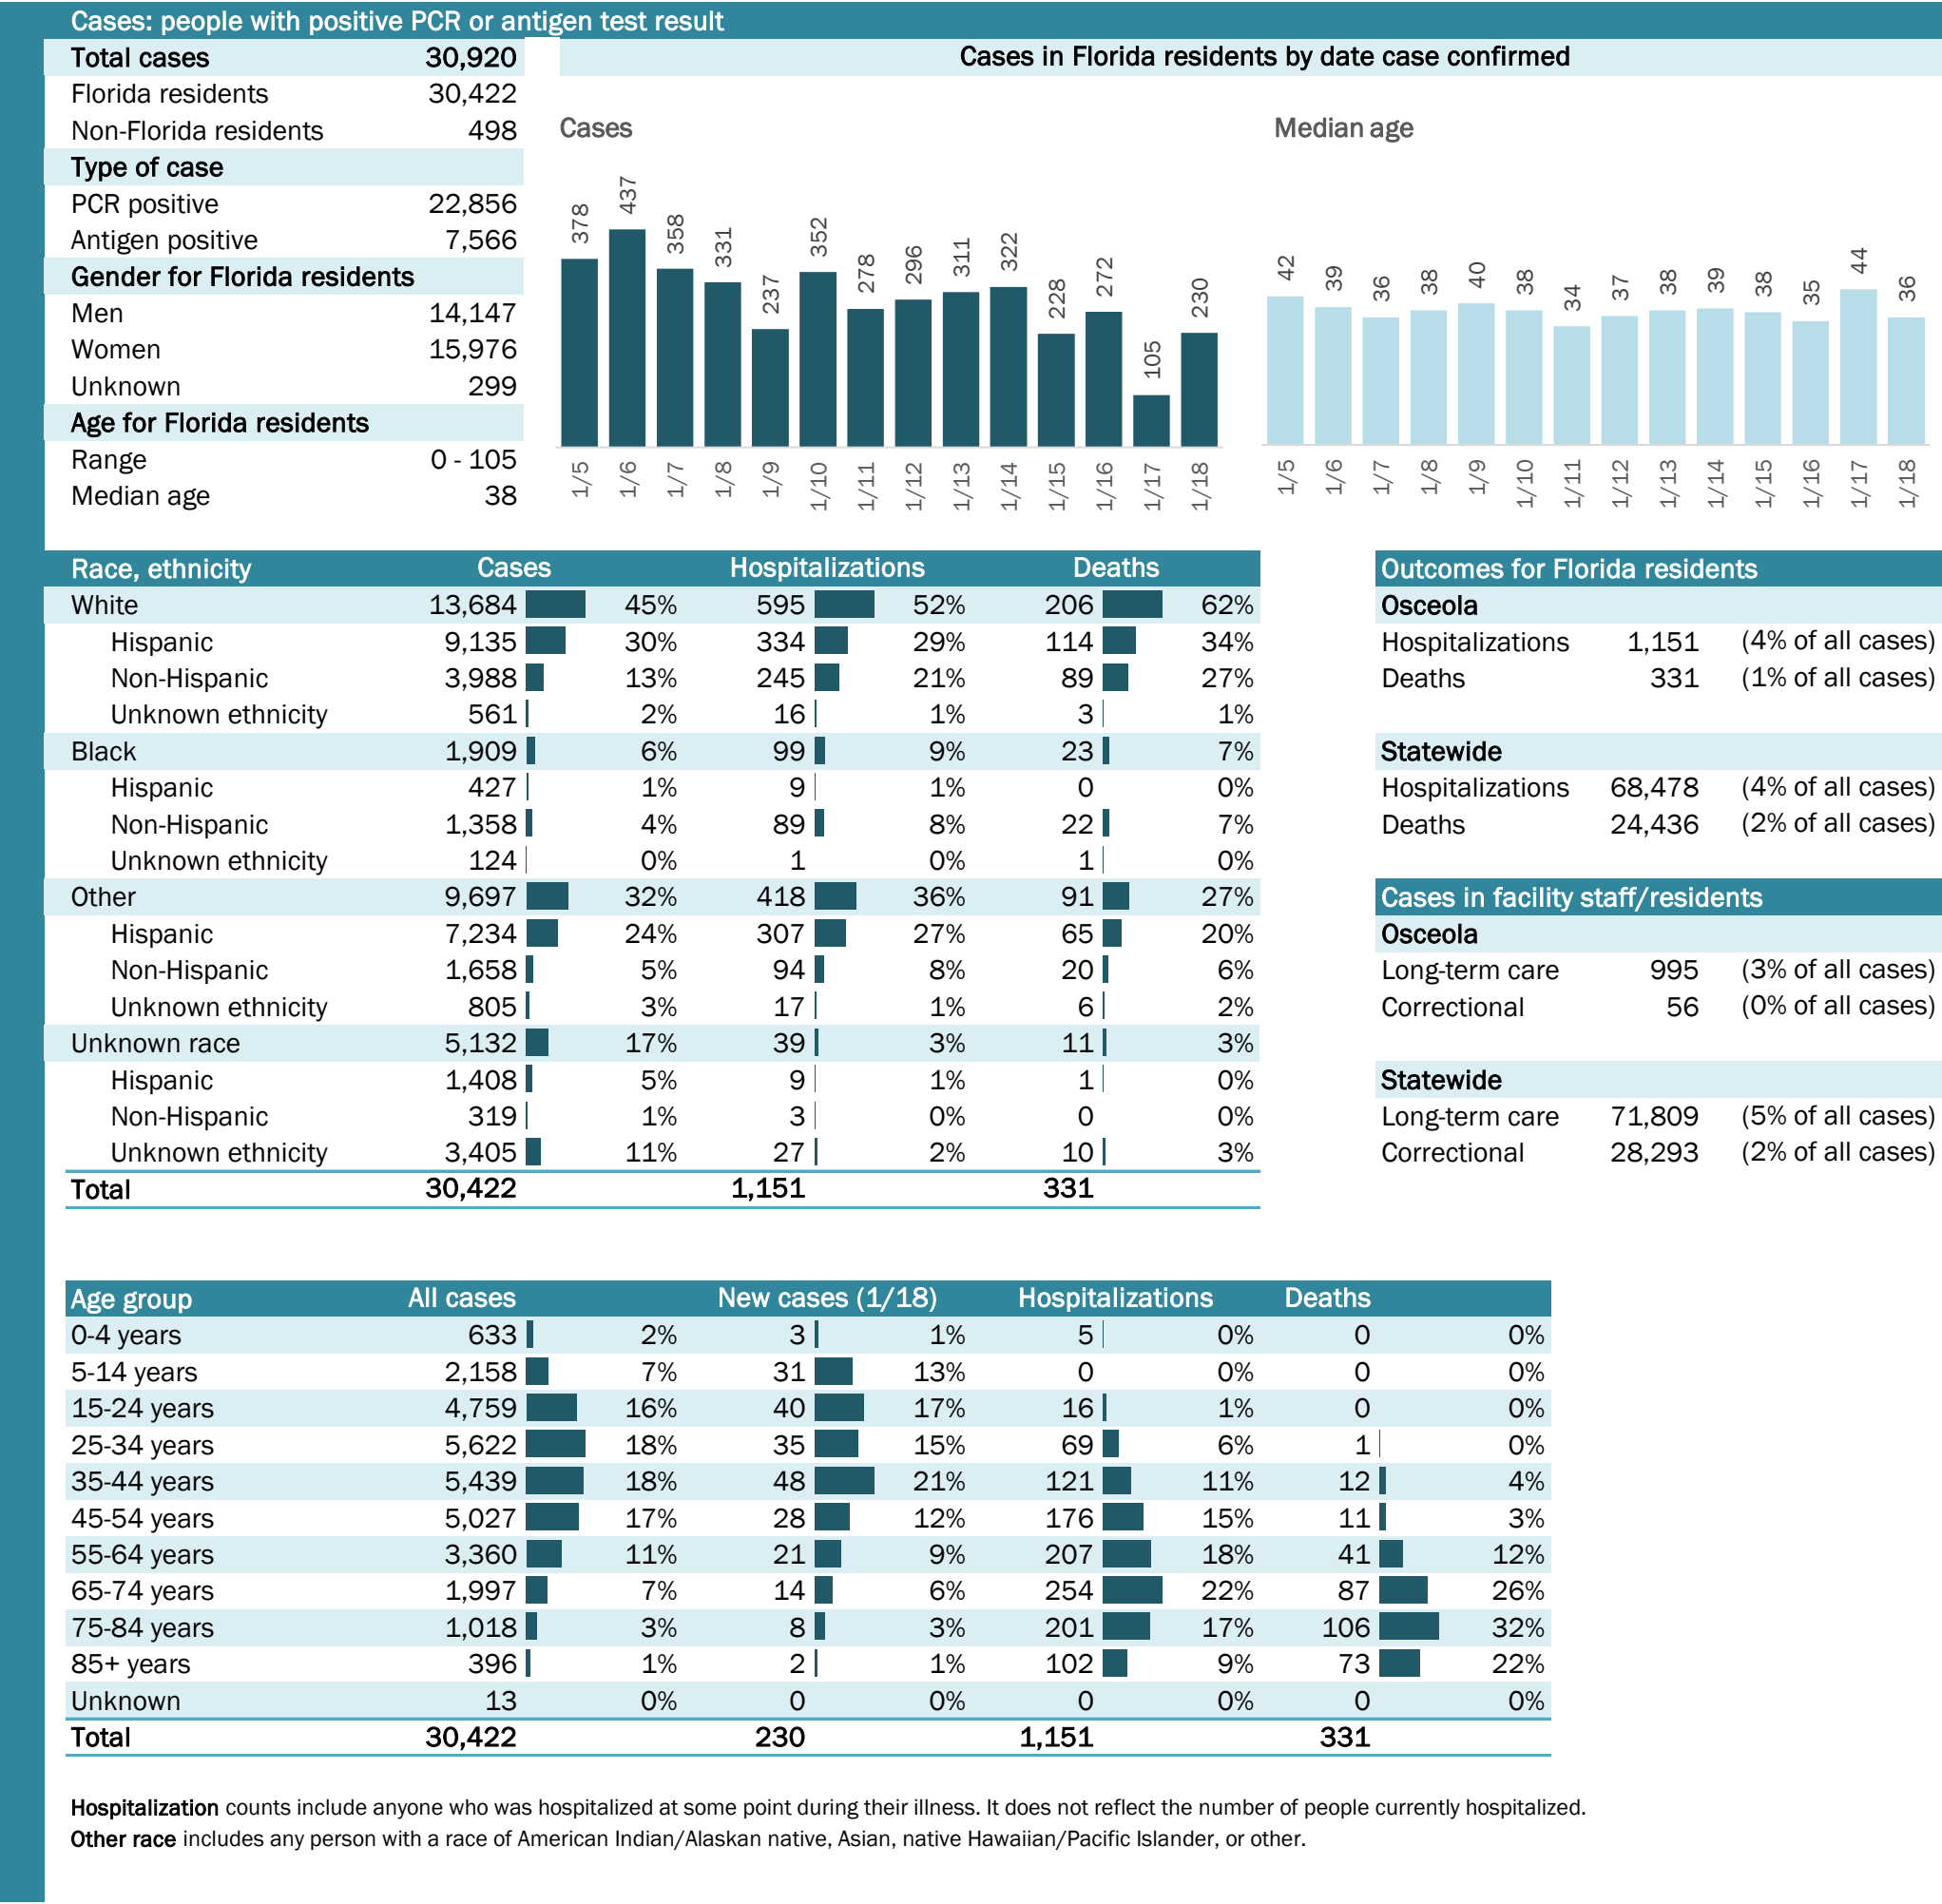 Cases: people with positive PCR or antigen test result
Total cases 30,920
Florida residents 30,422
Non-Florida residents 498
Type of case
PCR positive 22,856
Antigen positive 7,566
Gender for Florida residents
Men 14,147
Women 15,976
Unknown 299
Age for Florida residents
Range 0 - 105
Median age 38
Cases in Florida residents by date case confirmed
Cases
378 437 358 331 237 352 278 296 311 322 228 272 105 230
1/5 1/6 1/7 1/8 1/9 1/10 1/11 1/12 1/13 1/14 1/15 1/16 1/17 1/18
Median age
42 39 36 38 40 38 34 37 38 39 38 35 44 36
1/5 1/6 1/7 1/8 1/9 1/10 1/11 1/12 1/13 1/14 1/15 1/16 1/17 1/18
Race, ethnicity Cases Hospitalizations Deaths
White 13,684 45% 595 52% 206 62%
Hispanic 9,135 30% 334 29% 114 34%
Non-Hispanic 3,988 13% 245 21% 89 27%
Unknown ethnicity 561 2% 16 1% 3 1%
Black 1,909 6% 99 9% 23 7%
Hispanic 427 1% 9 1% 0 0%
Non-Hispanic 1,358 4% 89 8% 22 7%
Unknown ethnicity 124 0% 1 0% 1 0%
Other 9,697 32% 418 36% 91 27%
Hispanic 7,234 24% 307 27% 65 20%
Non-Hispanic 1,658 5% 94 8% 20 6%
Unknown ethnicity 805 3% 17 1% 6 2%
Unknown race 5,132 17% 39 3% 11 3%
Hispanic 1,408 5% 9 1% 1 0%
Non-Hispanic 319 1% 3 0% 0 0%
Unknown ethnicity 3,405 11% 27 2% 10 3%
Total 30,422 1,151 331
Outcomes for Florida residents
Osceola
Hospitalizations 1,151 (4% of all cases)
Deaths 331 (1% of all cases)
Statewide
Hospitalizations 68,478 (4% of all cases)
Deaths 24,436 (2% of all cases)
Cases in facility staff/residents
Osceola
Long-term care 995 (3% of all cases)
Correctional 56 (0% of all cases)
Statewide
Long-term care 71,809 (5% of all cases)
Correctional 28,293 (2% of all cases)
Age group All cases New cases (1/18) Hospitalizations Deaths
0-4 years 633 2% 3 1% 5 0% 0 0%
5-14 years 2,158 7% 31 13% 0 0% 0 0%
15-24 years 4,759 16% 40 17% 16 1% 0 0%
25-34 years 5,622 18% 35 15% 69 6% 1 0%
35-44 years 5,439 18% 48 21% 121 11% 12 4%
45-54 years 5,027 17% 28 12% 176 15% 11 3%
55-64 years 3,360 11% 21 9% 207 18% 41 12%
65-74 years 1,997 7% 14 6% 254 22% 87 26%
75-84 years 1,018 3% 8 3% 201 17% 106 32%
85+ years 396 1% 2 1% 102 9% 73 22%
Unknown 13 0% 0 0% 0 0% 0 0%
Total 30,422 230 1,151 331
Hospitalization counts include anyone who was hospitalized at some point during their illness. It does not reflect the number of people currently hospitalized.
Other race includes any person with a race of American Indian/Alaskan native, Asian, native Hawaiian/Pacific Islander, or other.